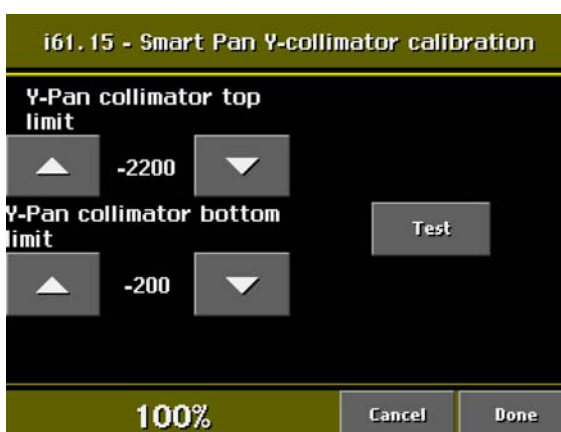 i61.15 - Smart Pan Y-collimator calibration
Y-Pan collimator top
limit
-2200
Y-Pan collimator bottom
limit
Test
-200
100%
Cancel
Done